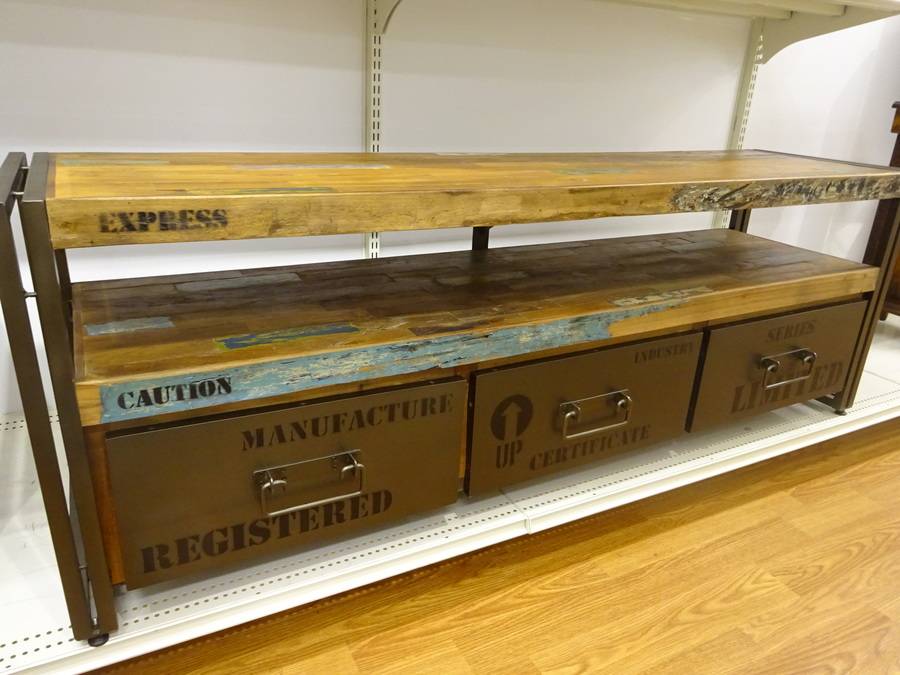 EXPRESS
CAUTION
MANUFACTURE
REGISTERED
INDUSTRY
UP
CERTIFICATE
SERIES
LIMITED